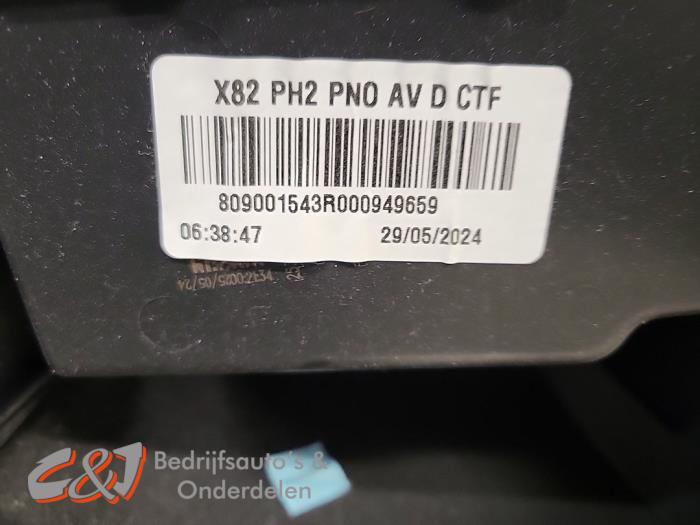 X82 PH2 PNO AV D CTF
809001543R000949659
06:38:47 29/05/2024
C&J Bedrijfsauto's &
Onderdelen